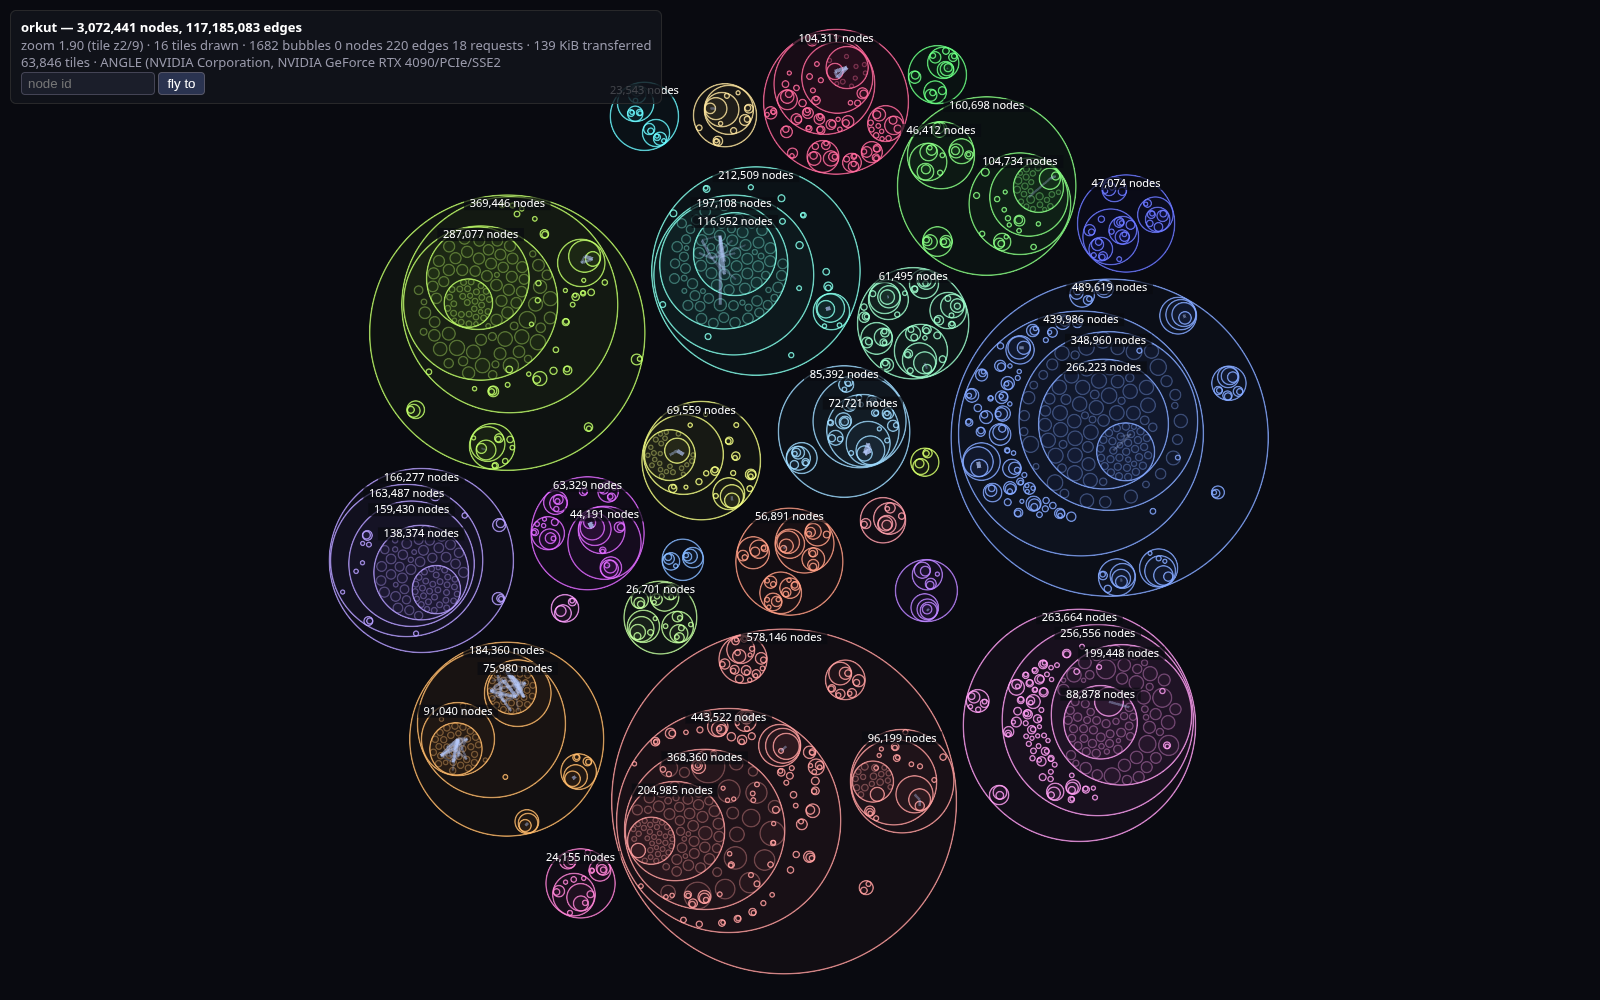 orkut — 3,072,441 nodes, 117,185,083 edges
zoom 1.90 (tile z2/9) · 16 tiles drawn · 1682 bubbles 0 nodes 220 edges 18 requests · 139 KiB transferred
63,846 tiles · ANGLE (NVIDIA Corporation, NVIDIA GeForce RTX 4090/PCIe/SSE2
node id
fly to
23,543 nodes
104,311 nodes
160,698 nodes
46,412 nodes
104,734 nodes
212,509 nodes
197,108 nodes
116,952 nodes
47,074 nodes
369,446 nodes
287,077 nodes
61,495 nodes
489,619 nodes
439,986 nodes
348,960 nodes
266,223 nodes
85,392 nodes
72,721 nodes
69,559 nodes
166,277 nodes
163,487 nodes
159,430 nodes
138,374 nodes
63,329 nodes
44,191 nodes
56,891 nodes
26,701 nodes
578,146 nodes
443,522 nodes
368,360 nodes
204,985 nodes
96,199 nodes
263,664 nodes
256,556 nodes
199,448 nodes
88,878 nodes
184,360 nodes
75,980 nodes
91,040 nodes
24,155 nodes